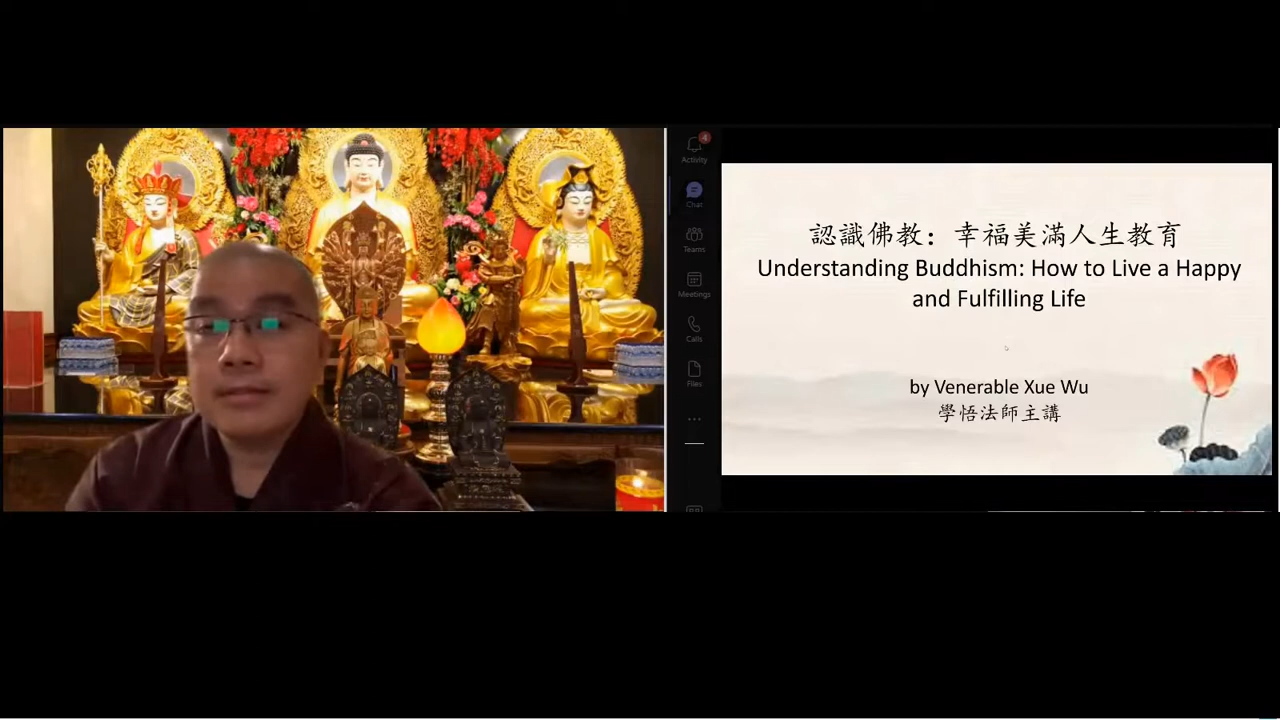 4
Activity
Chat
Teams
Meetings
Calls
Files
認識佛教：幸福美滿人生教育
Understanding Buddhism: How to Live a Happy
and Fulfilling Life
by Venerable Xue Wu
學悟法師主講